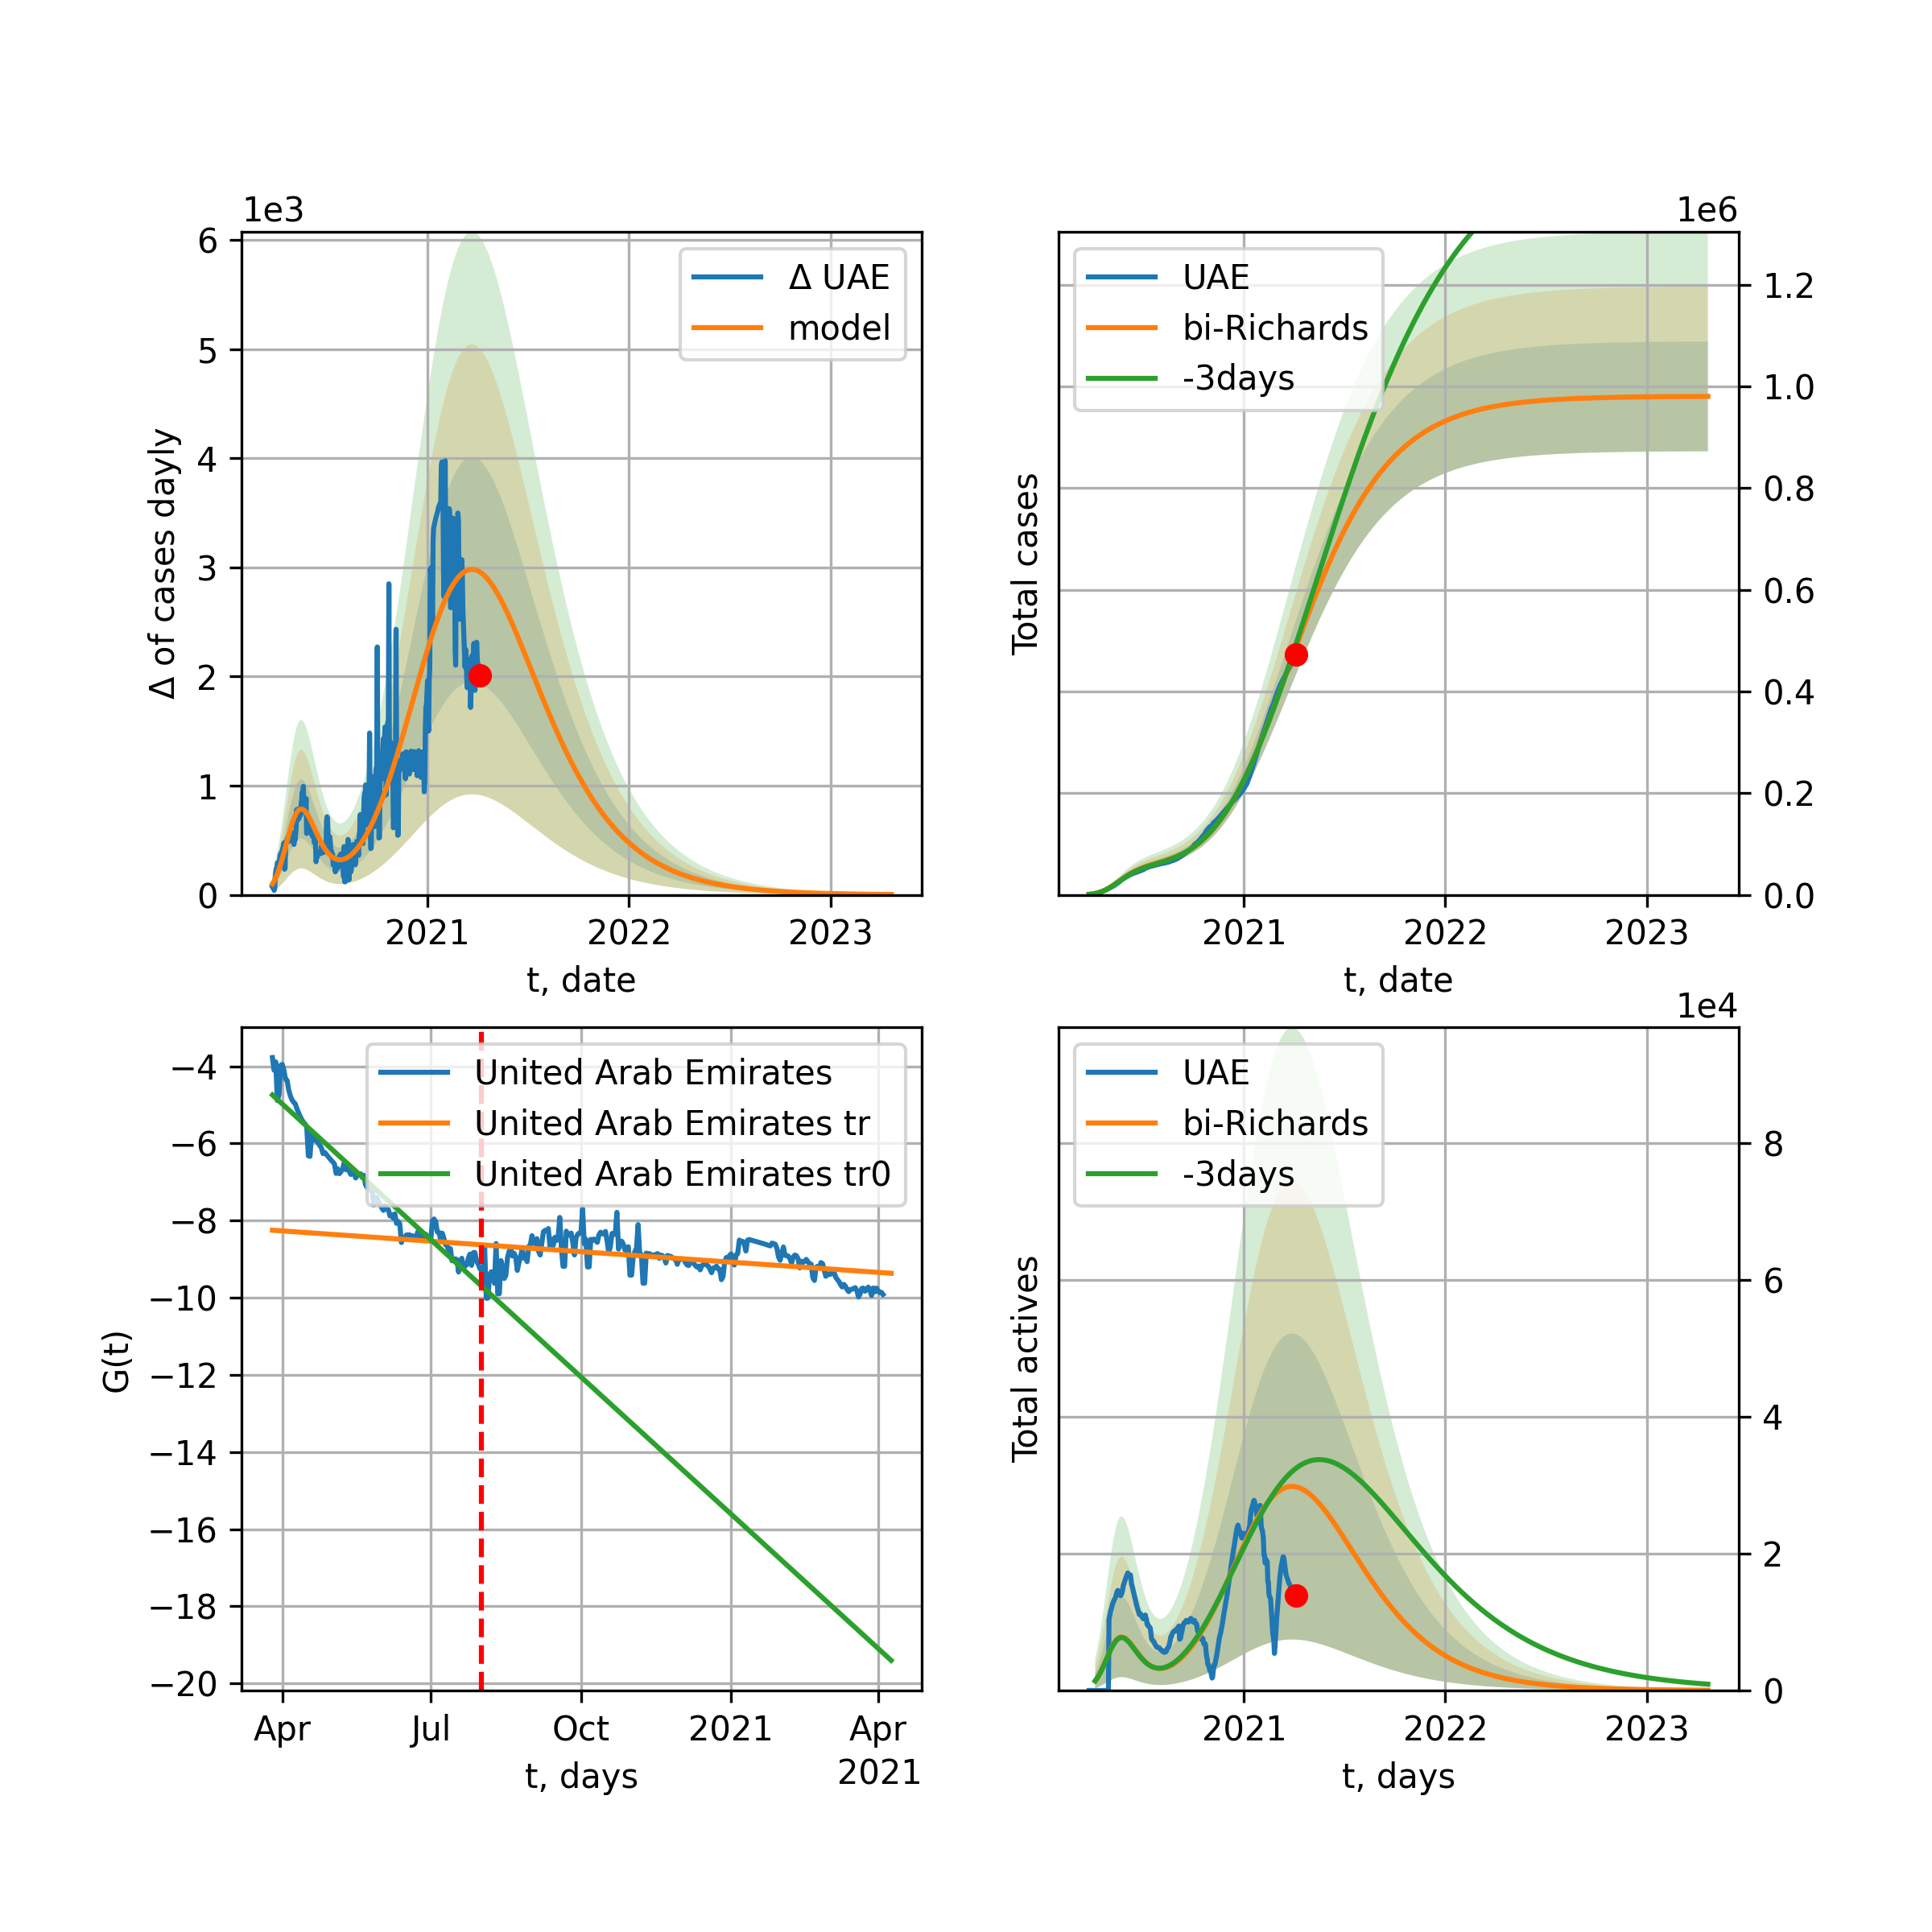 1e3
6
5
4
3
2
1
0
Δ of cases dayly
Δ UAE
model
2021 2022 2023
t, date
1e6
Total cases
UAE
bi-Richards
-3days
1.2
1.0
0.8
0.6
0.4
0.2
0.0
2021 2022 2023
t, date
−4
−6
−8
−10
−12
−14
−16
−18
−20
G(t)
United Arab Emirates
United Arab Emirates tr
United Arab Emirates tr0
Apr Jul Oct 2021 Apr
2021
t, days
1e4
Total actives
UAE
bi-Richards
-3days
8
6
4
2
0
2021 2022 2023
t, days